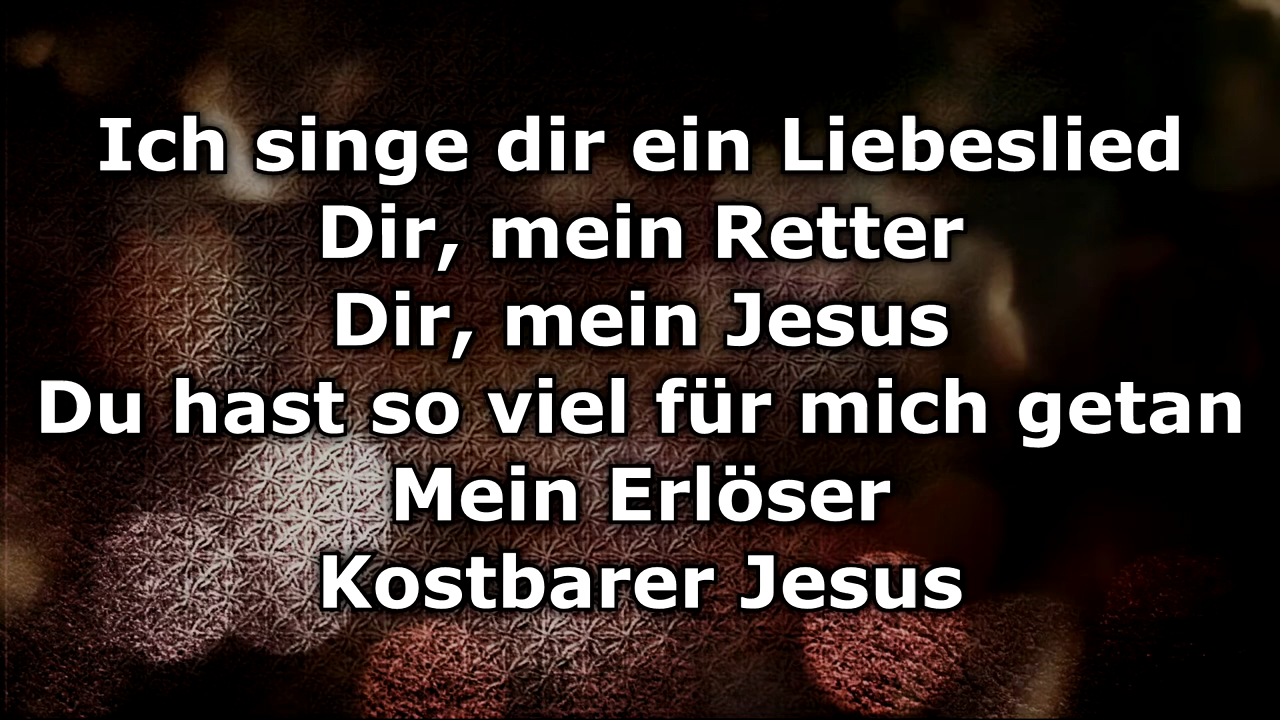 Ich singe dir ein Liebeslied
Dir, mein Retter
Dir, mein Jesus
Du hast so viel für mich getan
Mein Erlöser
Kostbarer Jesus